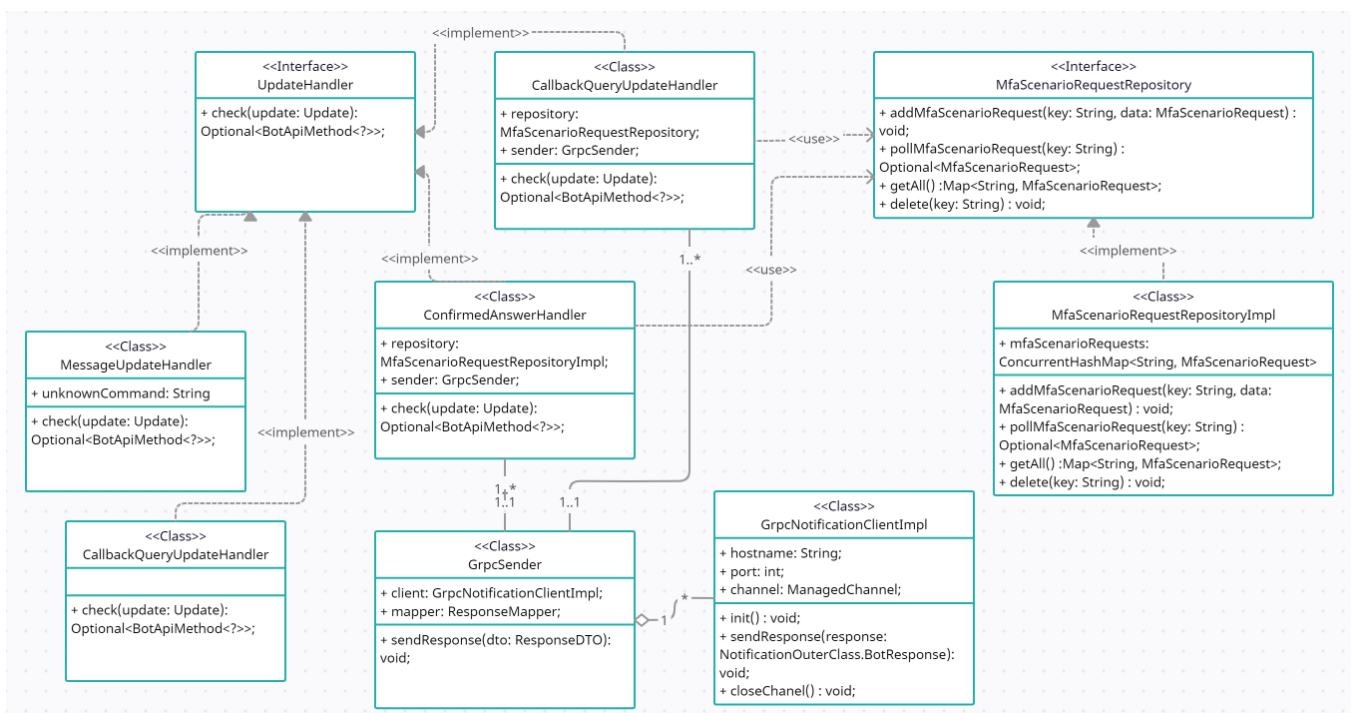 <<implement>>
<<Interface>>
UpdateHandler
+ check(update: Update):
Optional<BotApiMethod<?>>;
<<Class>>
CallbackQueryUpdateHandler
+ repository:
MfaScenarioRequestRepository;
+ sender: GrpcSender;
+ check(update: Update):
Optional<BotApiMethod<?>>;
<<use>>
<<Interface>>
MfaScenarioRequestRepository
+ addMfaScenarioRequest(key: String, data: MfaScenarioRequest) :
void;
+ pollMfaScenarioRequest(key: String) :
Optional<MfaScenarioRequest>;
+ getAll() :Map<String, MfaScenarioRequest>;
+ delete(key: String) : void;
<<implement>>
<<implement>>
1..*
<<use>>
<<implement>>
<<Class>>
MessageUpdateHandler
+ unknownCommand: String
+ check(update: Update):
Optional<BotApiMethod<?>>;
<<implement>>
<<Class>>
ConfirmedAnswerHandler
+ repository:
MfaScenarioRequestRepositoryImpl;
+ sender: GrpcSender;
+ check(update: Update):
Optional<BotApiMethod<?>>;
<<Class>>
MfaScenarioRequestRepositoryImpl
+ mfaScenarioRequests:
ConcurrentHashMap<String, MfaScenarioRequest>
+ addMfaScenarioRequest(key: String, data:
MfaScenarioRequest) : void;
+ pollMfaScenarioRequest(key: String) :
Optional<MfaScenarioRequest>;
+ getAll() :Map<String, MfaScenarioRequest>;
+ delete(key: String) : void;
<<Class>>
CallbackQueryUpdateHandler
+ check(update: Update):
Optional<BotApiMethod<?>>;
1..*
1..1
1..1
<<Class>>
GrpcSender
+ client: GrpcNotificationClientImpl;
+ mapper: ResponseMapper;
+ sendResponse(dto: ResponseDTO):
void;
1
*
<<Class>>
GrpcNotificationClientImpl
+ hostname: String;
+ port: int;
+ channel: ManagedChannel;
+ init() : void;
+ sendResponse(response:
NotificationOuterClass.BotResponse):
void;
+ closeChanel() : void;